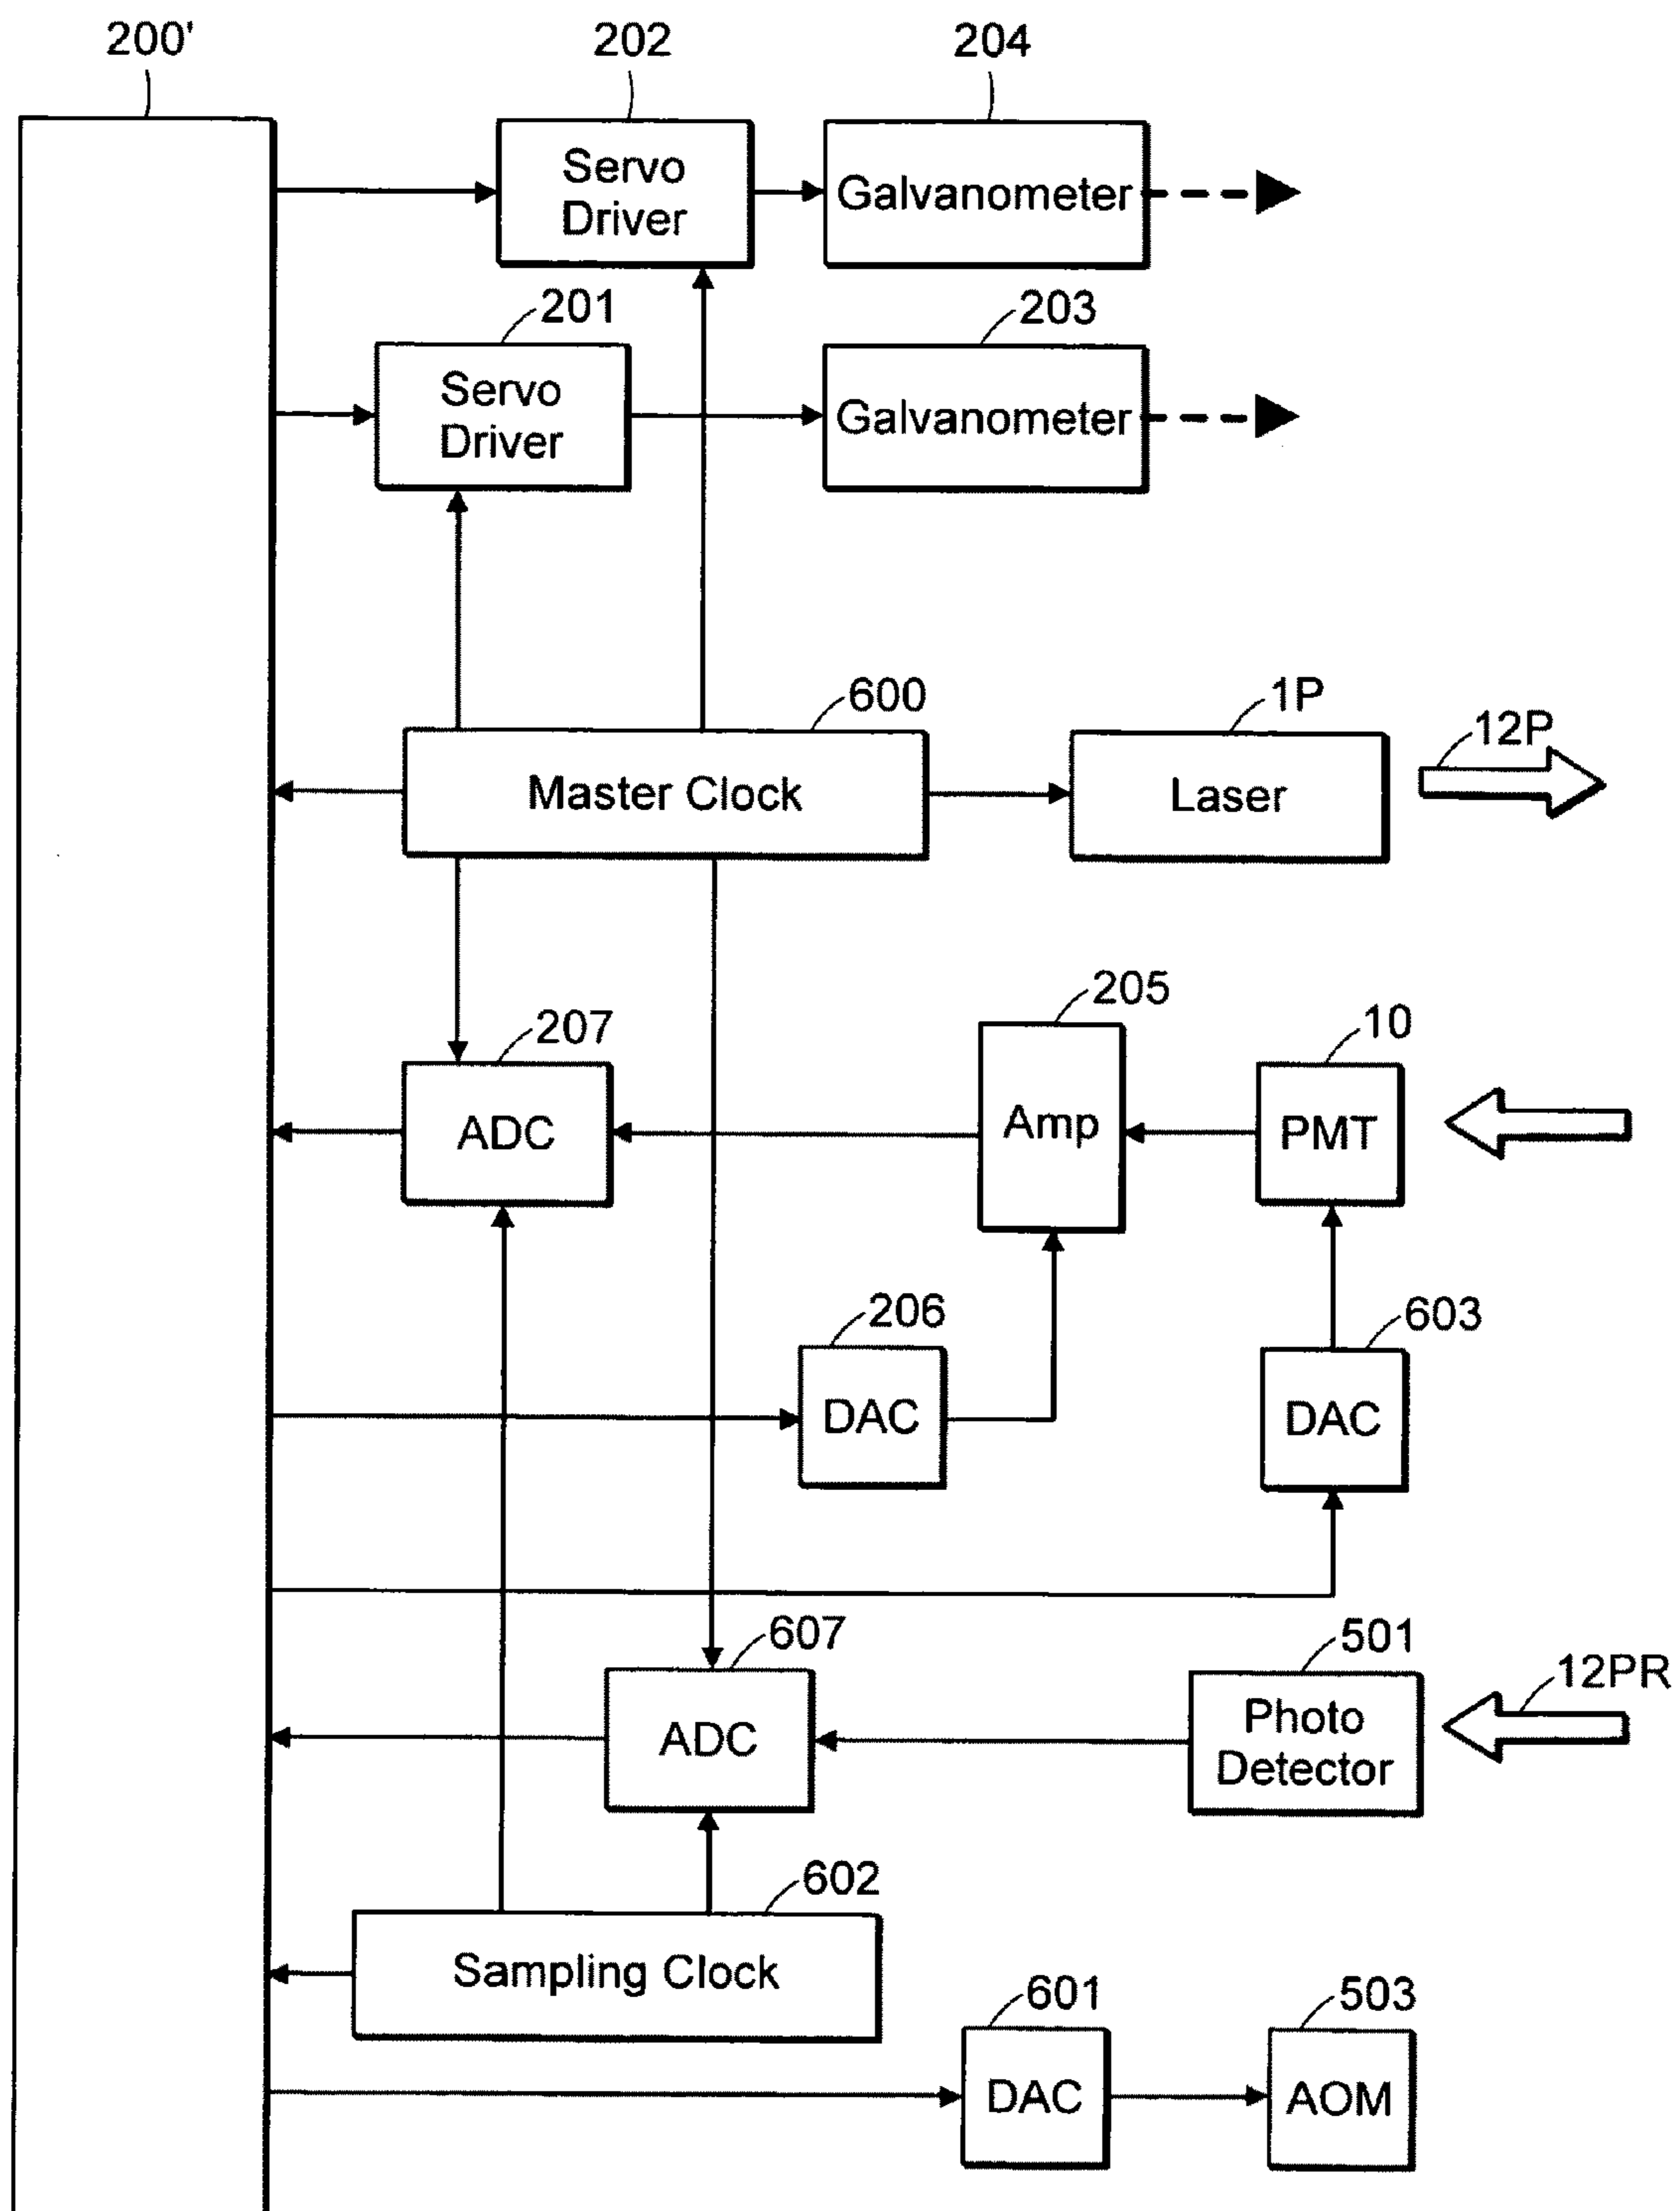 200'
202
204
Servo
Driver
Galvanometer
201
203
Servo
Driver
Galvanometer
600
1P
12P
Master Clock
Laser
205
207
10
ADC
Amp
PMT
206
603
DAC
DAC
607
501
12PR
ADC
Photo
Detector
602
Sampling Clock
601
503
DAC
AOM